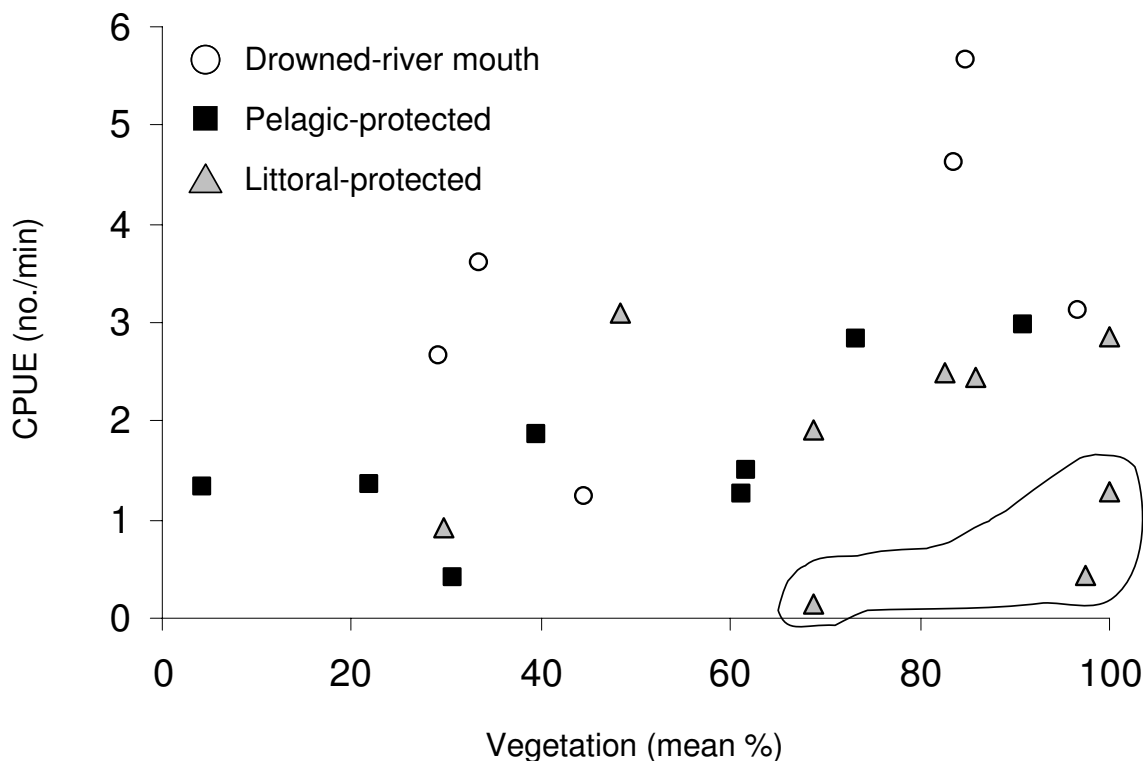 6
5
4
3
2
1
0
CPUE (no./min)
Drowned-river mouth
Pelagic-protected
Littoral-protected
0 20 40 60 80 100
Vegetation (mean %)